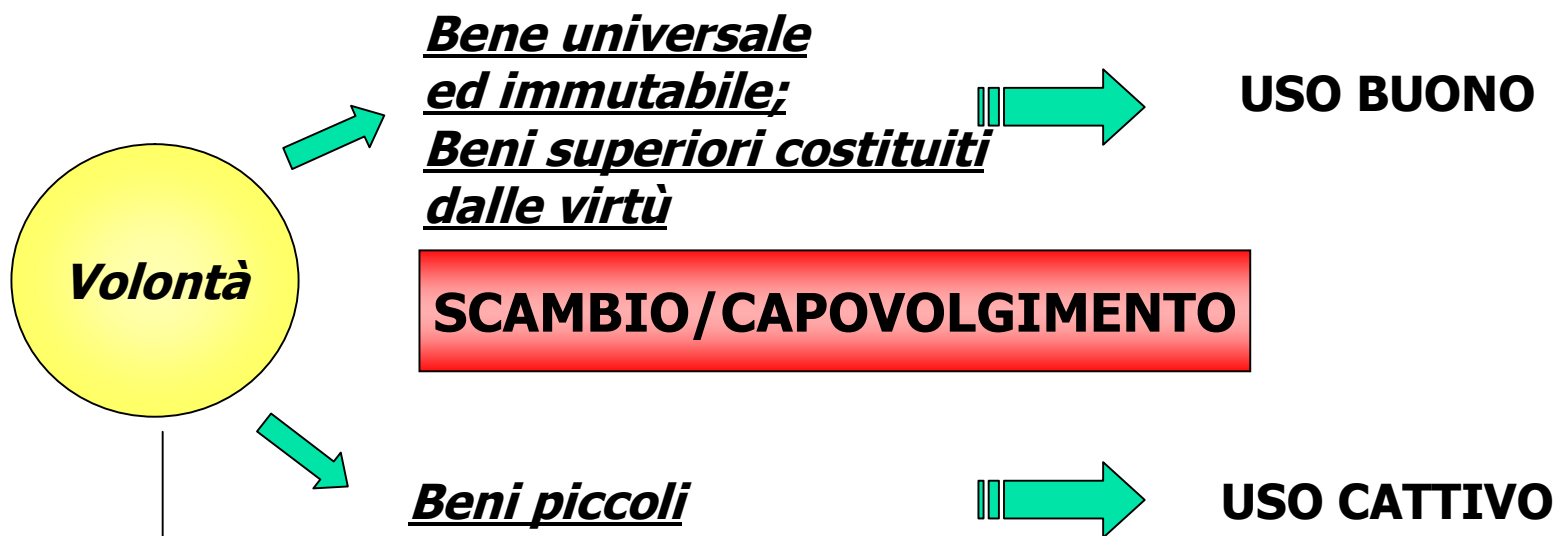 Bene universale
ed immutabile;
Beni superiori costituiti
dalle virtù
USO BUONO
Volontà
SCAMBIO/CAPOVOLGIMENTO
Beni piccoli
USO CATTIVO